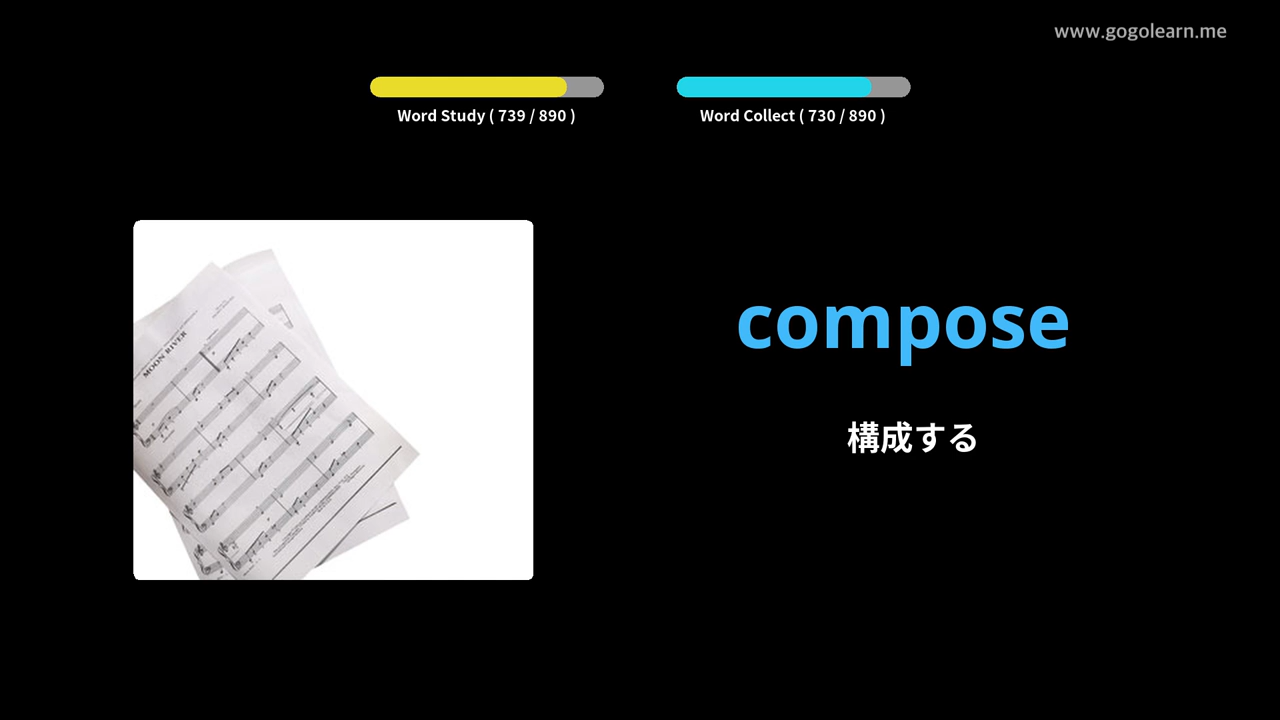 www.gogolearn.me
Word Study ( 739 / 890 )
Word Collect ( 730 / 890 )
MOON RIVER
compose
構成する